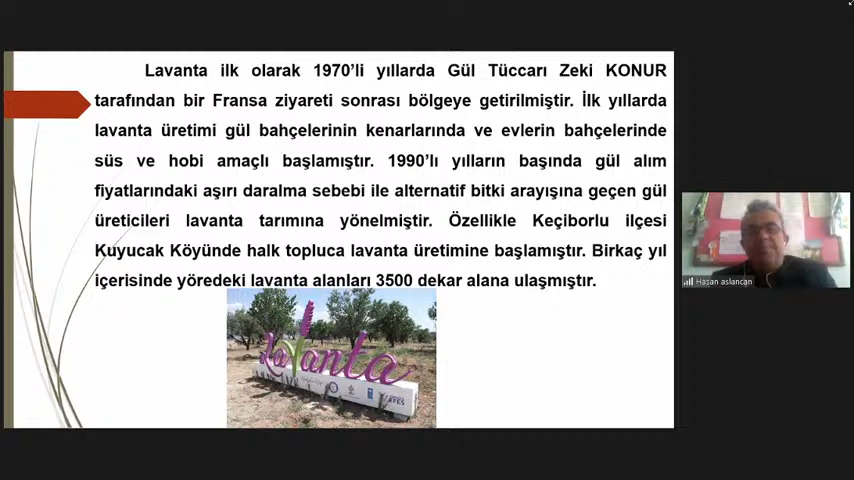 Lavanta ilk olarak 1970’li yıllarda Gül Tüccarı Zeki KONUR
tarafından bir Fransa ziyareti sonrası bölgeye getirilmiştir. İlk yıllarda
lavanta üretimi gül bahçelerinin kenarlarında ve evlerin bahçelerinde
süs ve hobi amaçlı başlamıştır. 1990’lı yılların başında gül alım
fiyatlarındaki aşırı daralma sebebi ile alternatif bitki arayışına geçen gül
üreticileri lavanta tarımına yönelmiştir. Özellikle Keçiborlu ilçesi
Kuyucak Köyünde halk topluca lavanta üretimine başlamıştır. Birkaç yıl
içerisinde yöredeki lavanta alanları 3500 dekar alana ulaşmıştır.
Lavanta
EFES
Hasan aslancan